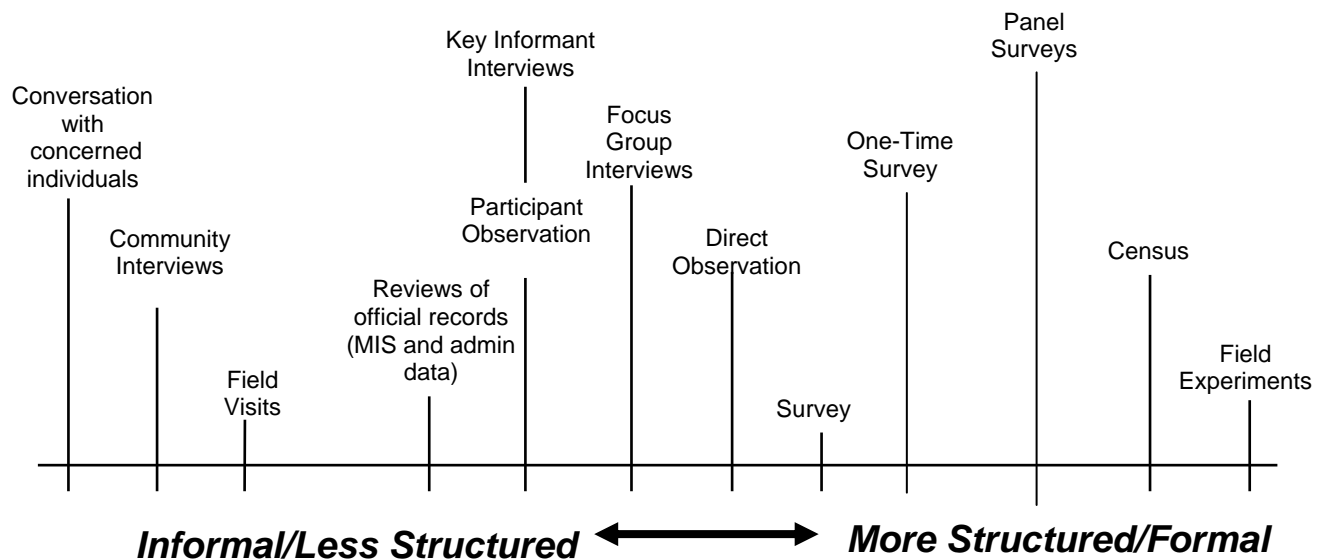 Conversation
with
concerned
individuals
Community
Interviews
Field
Visits
Reviews of
official records
(MIS and admin
data)
Key Informant
Interviews
Participant
Observation
Focus
Group
Interviews
Direct
Observation
Survey
One-Time
Survey
Panel
Surveys
Census
Field
Experiments
Informal/Less Structured
More Structured/Formal